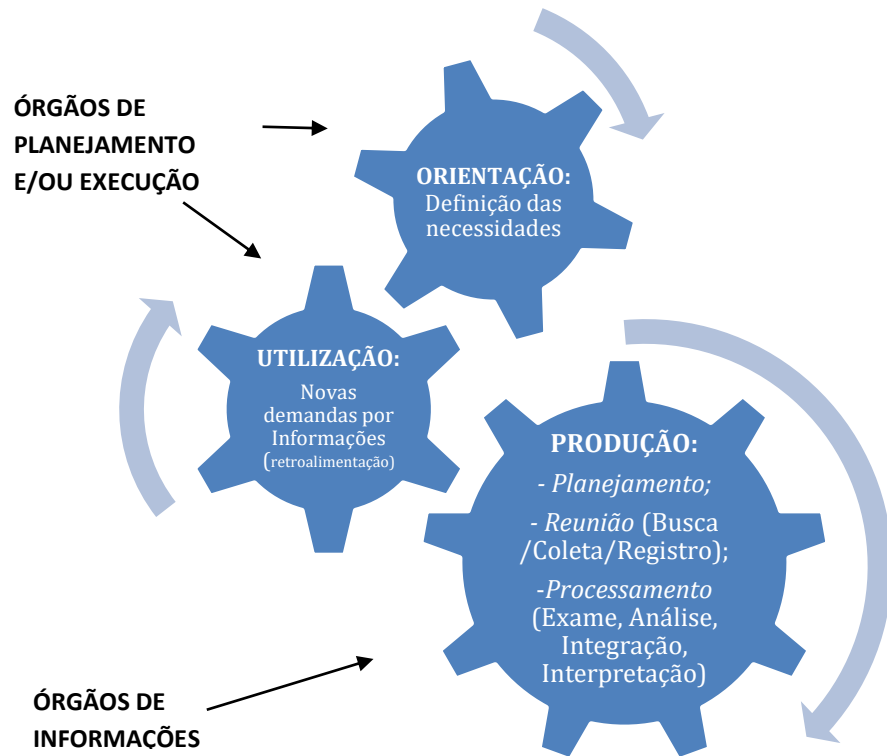 ÓRGÃOS DE
PLANEJAMENTO
E/OU EXECUÇÃO
ORIENTAÇÃO:
Definição das
necessidades
UTILIZAÇÃO:
Novas
demandas por
Informações
(retroalimentação)
PRODUÇÃO:
- Planejamento;
- Reunião (Busca
/Coleta/Registro);
-Processamento
(Exame, Análise,
Integração,
Interpretação)
ÓRGÃOS DE
INFORMAÇÕES